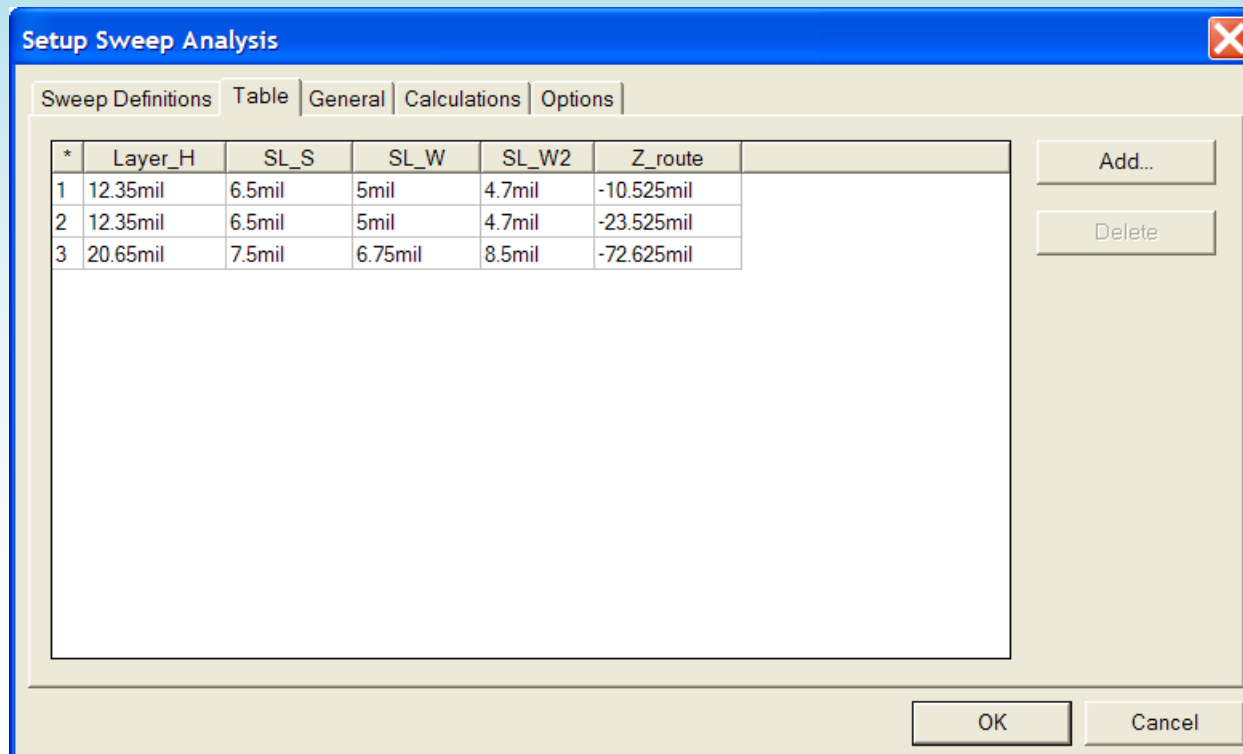 Setup Sweep Analysis
Sweep Definitions Table General Calculations Options
* Layer_H SL_S SL_W SL_W2 Z_route
1 12.35mil 6.5mil 5mil 4.7mil -10.525mil
2 12.35mil 6.5mil 5mil 4.7mil -23.525mil
3 20.65mil 7.5mil 6.75mil 8.5mil -72.625mil
Add...
Delete
OK Cancel